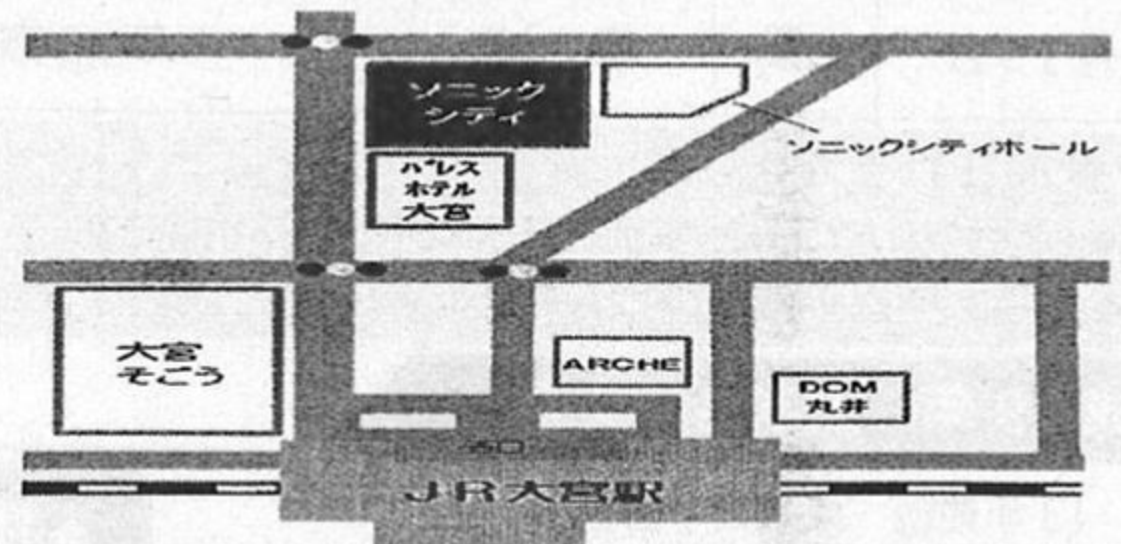 ソニック
シティ
ソニックシティホール
パレス
ホテル
大宮
大宮
そごう
ARCHE
DOM
丸井
JR大宮駅